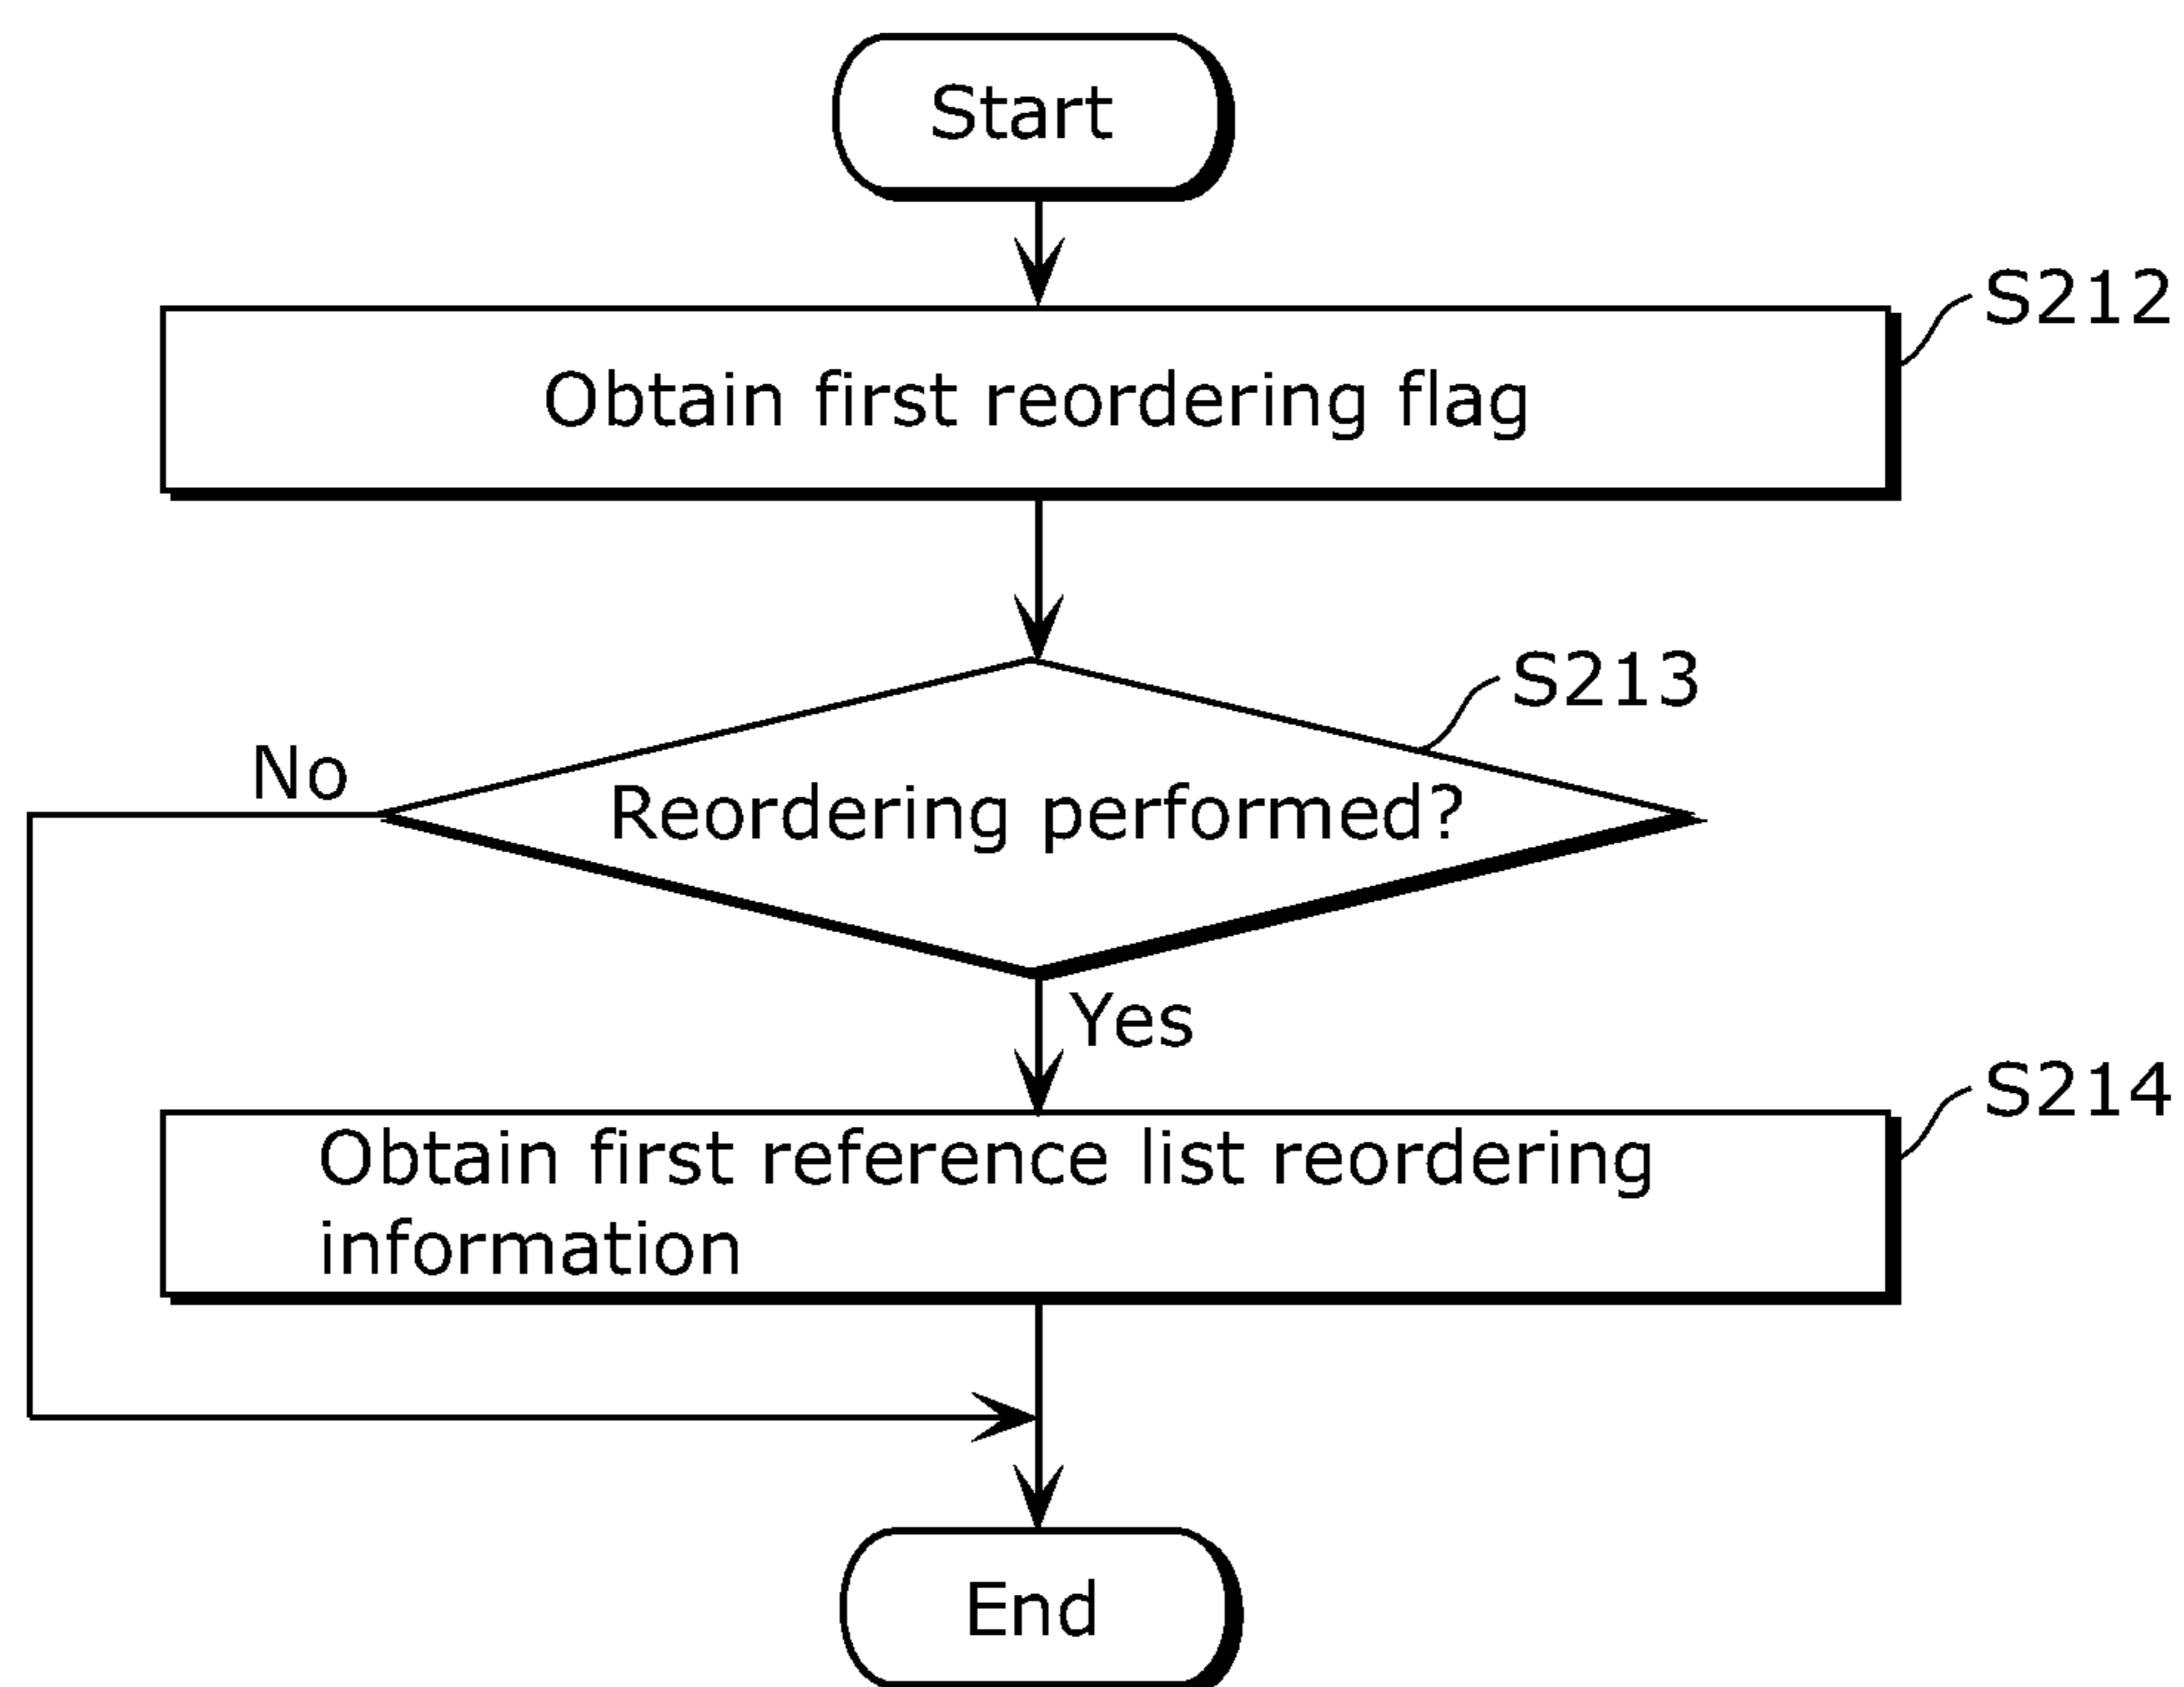 Start
S212
Obtain first reordering flag
S213
No
Reordering performed?
Yes
S214
Obtain first reference list reordering
information
End